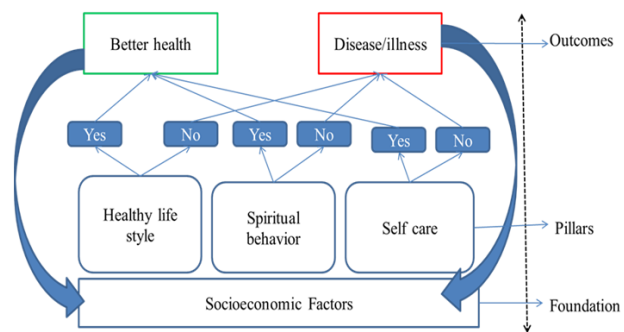 Better health
Disease/illness
Outcomes
Yes
No
Yes
No
Yes
No
Healthy life
style
Spiritual
behavior
Self care
Pillars
Socioeconomic Factors
Foundation